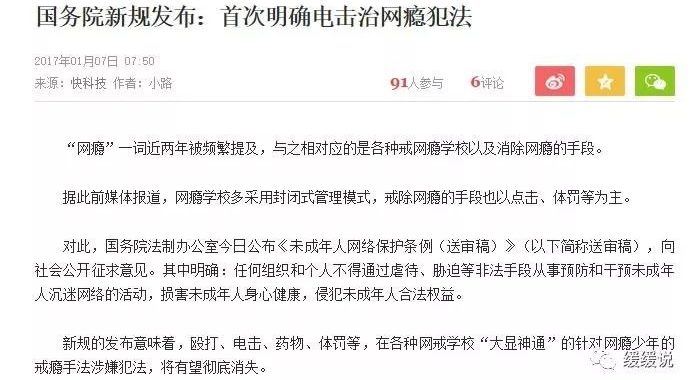 国务院新规发布：首次明确电击治网瘾犯法
2017年01月07日 07:50
来源：快科技 作者：小路
91人参与 6评论
“网瘾”一词近两年被频繁提及，与之相对应的是各种戒网瘾学校以及消除网瘾的手段。
据此前媒体报道，网瘾学校多采用封闭式管理模式，戒除网瘾的手段也以点击、体罚等为主。
对此，国务院法制办公室今日公布《未成年人网络保护条例（送审稿）》（以下简称送审稿），向
社会公开征求意见。其中明确：任何组织和个人不得通过虐待、胁迫等非法手段从事预防和干预未成年
人沉迷网络的活动，损害未成年人身心健康，侵犯未成年人合法权益。
新规的发布意味着，殴打、电击、药物、体罚等，在各种网戒学校“大显神通”的针对网瘾少年的
戒瘾手法涉嫌犯法，将有望彻底消失。
缓缓说